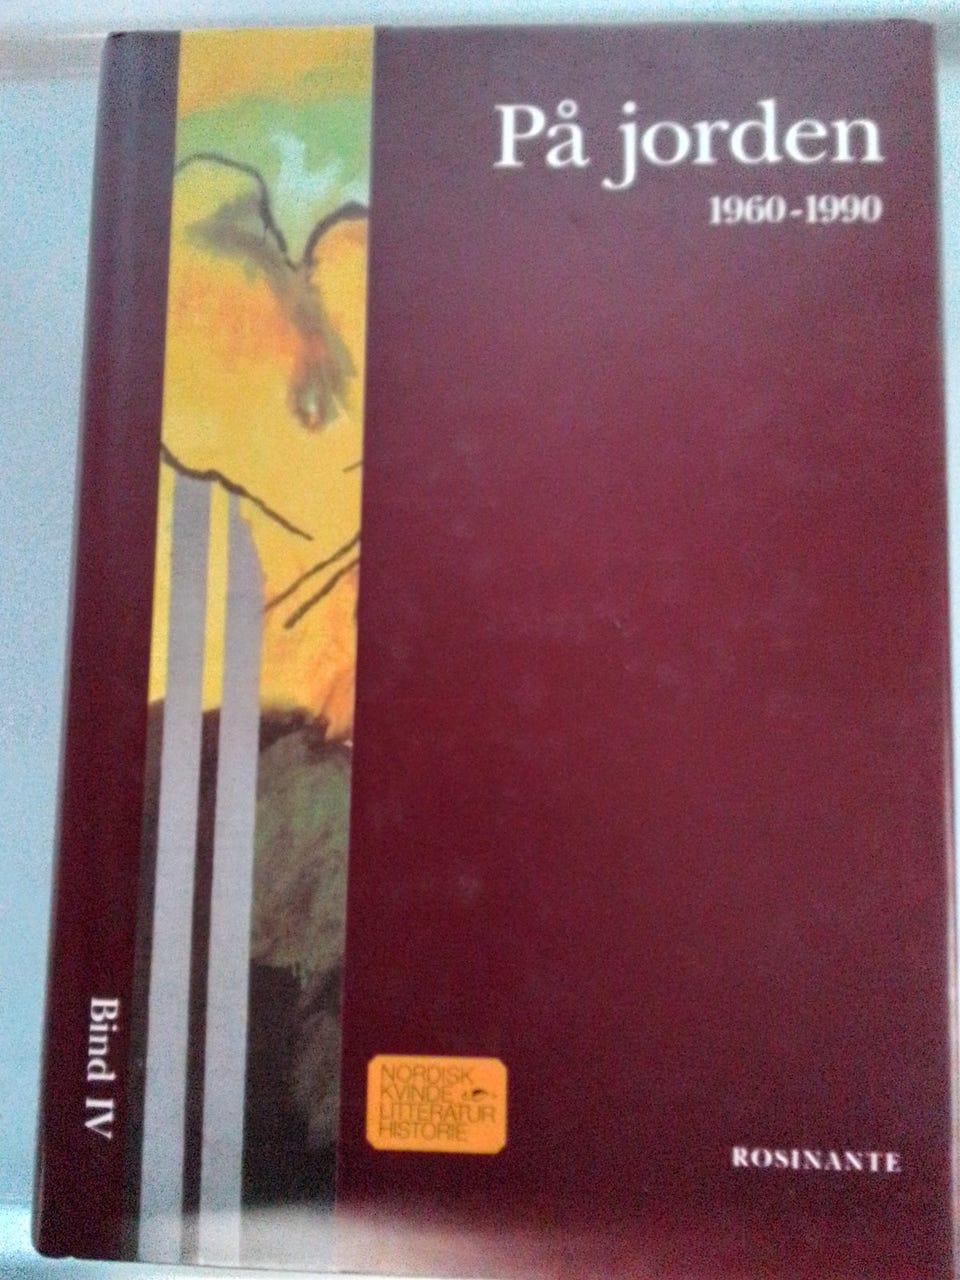 På jorden
1960-1990
Bind IV
NORDISK
KVINDE
LITTERATUR
HISTORIE
ROSINANTE